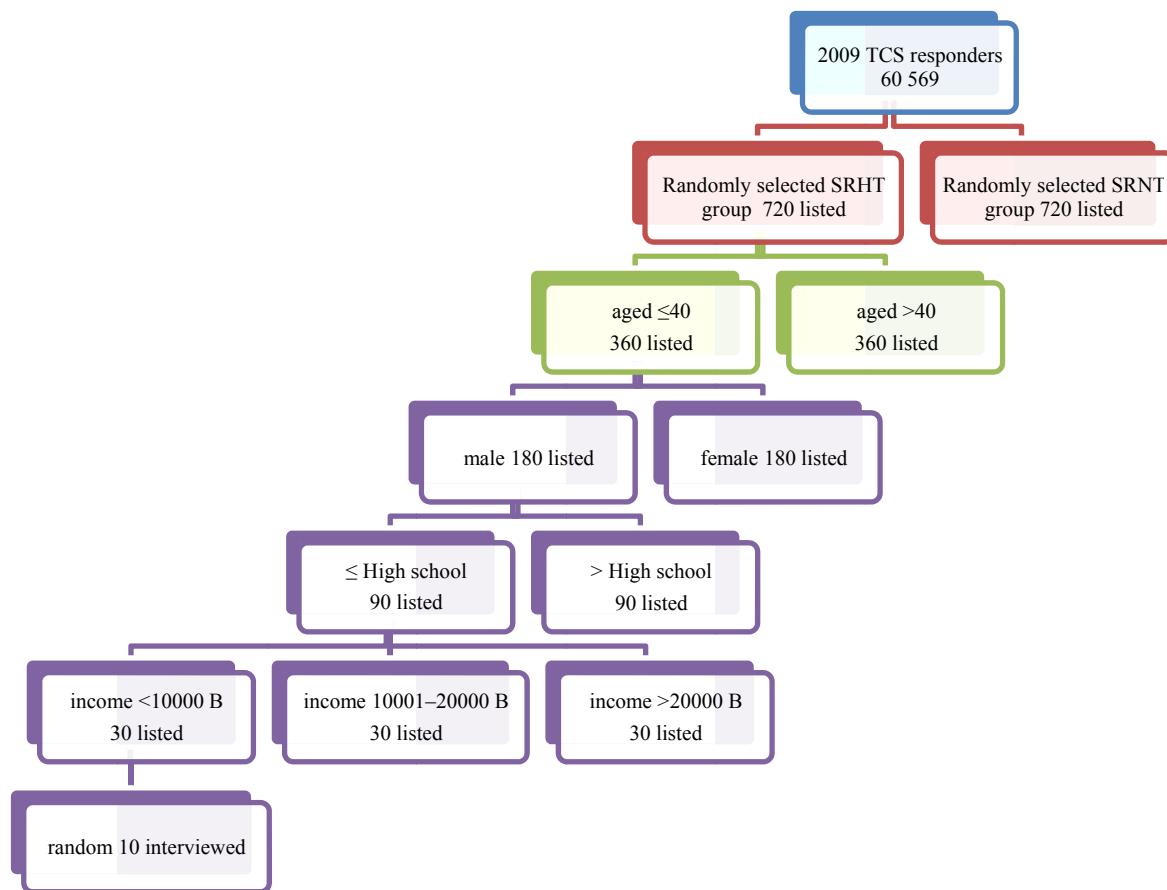 2009 TCS responders
60 569
Randomly selected SRHT
group 720 listed
Randomly selected SRNT
group 720 listed
aged ≤40
360 listed
aged >40
360 listed
male 180 listed
female 180 listed
≤ High school
90 listed
> High school
90 listed
income <10000 B
30 listed
income 10001–20000 B
30 listed
income >20000 B
30 listed
random 10 interviewed